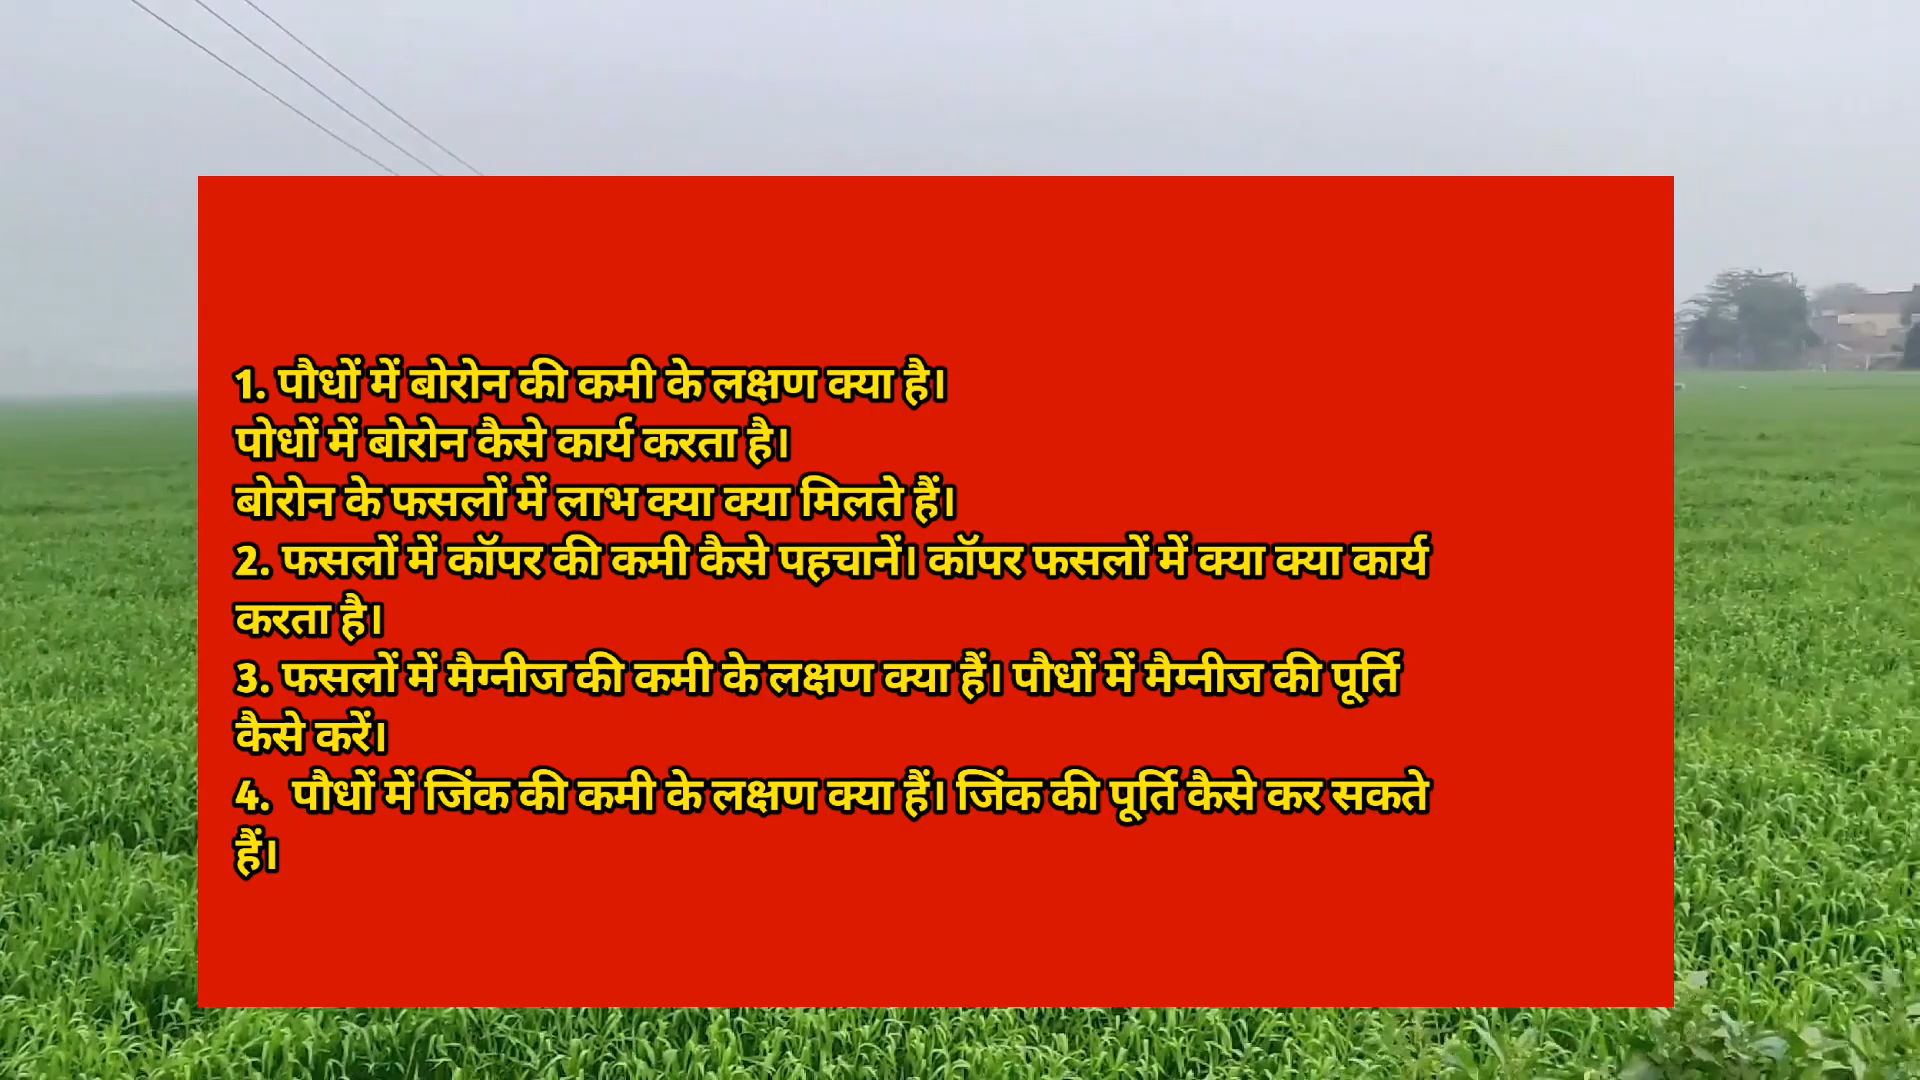 1. पौधों में बोरोन की कमी के लक्षण क्या है।
पोधों में बोरोन कैसे कार्य करता है।
बोरोन के फसलों में लाभ क्या क्या मिलते हैं।
2. फसलों में कॉपर की कमी कैसे पहचानें। कॉपर फसलों में क्या क्या कार्य
करता है।
3. फसलों में मैग्नीज की कमी के लक्षण क्या हैं। पौधों में मैग्नीज की पूर्ति
कैसे करें।
4. पौधों में जिंक की कमी के लक्षण क्या हैं। जिंक की पूर्ति कैसे कर सकते
हैं।